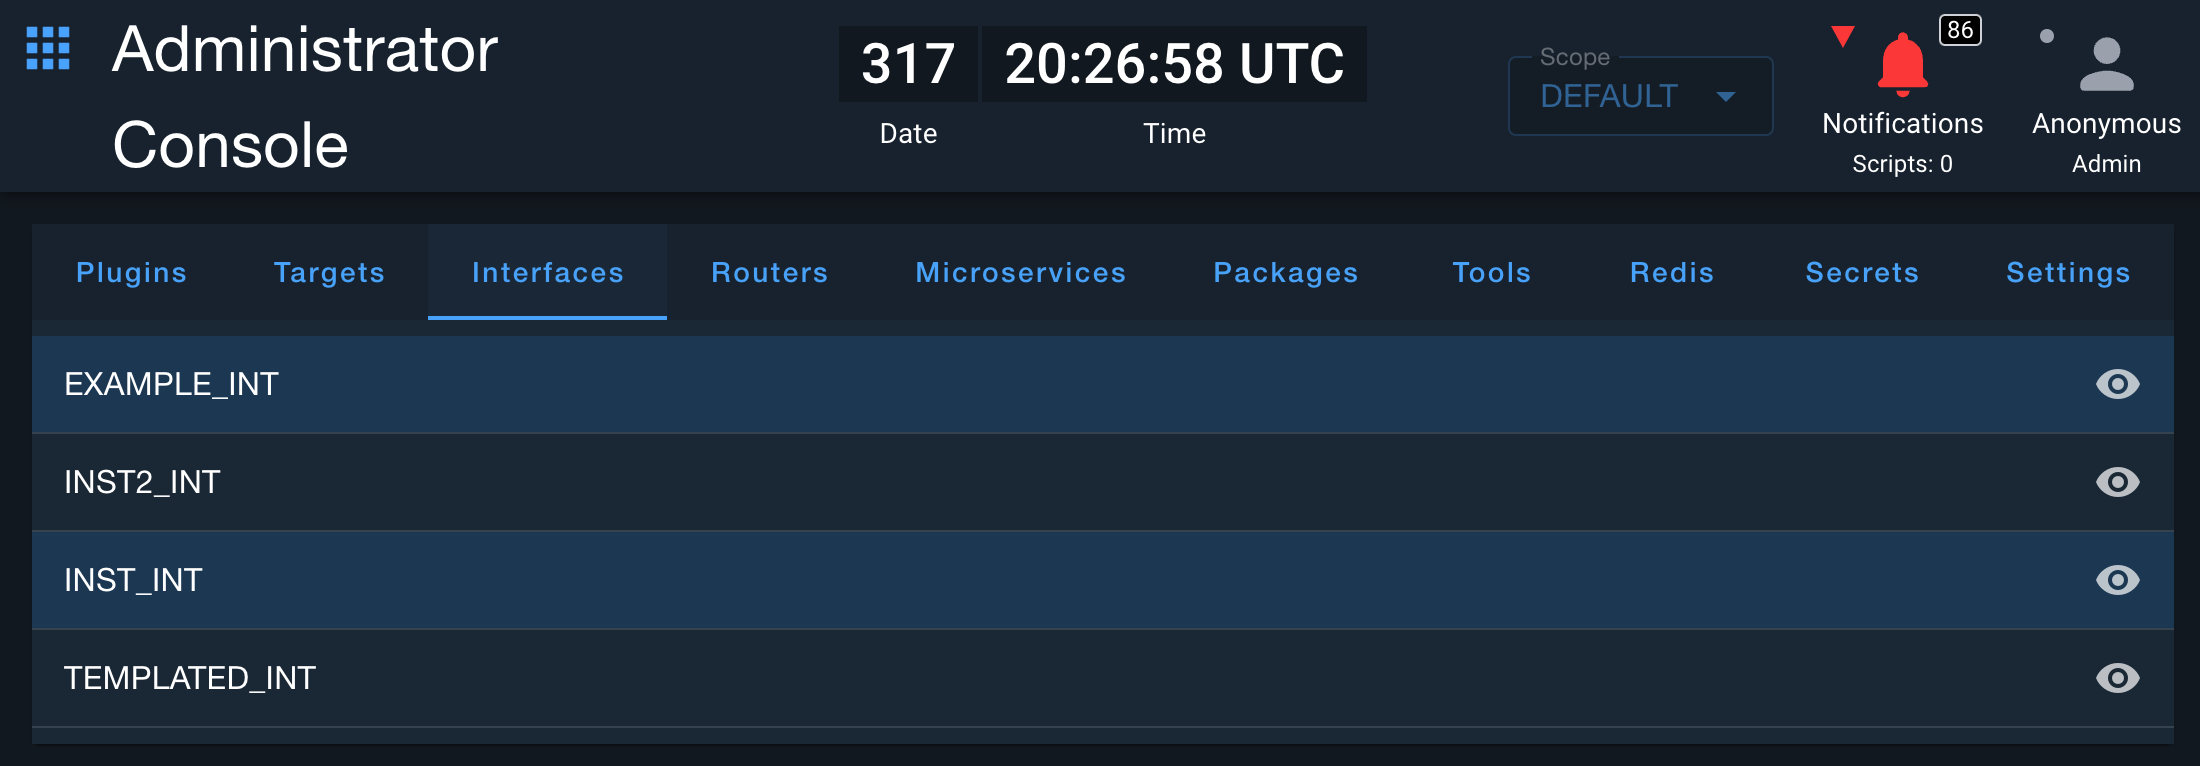 Administrator
Console
317 20:26:58 UTC
Date Time
Scope
DEFAULT
86
Notifications
Scripts: 0
Anonymous
Admin
Plugins Targets Interfaces Routers Microservices Packages Tools Redis Secrets Settings
EXAMPLE_INT
INST2_INT
INST_INT
TEMPLATED_INT